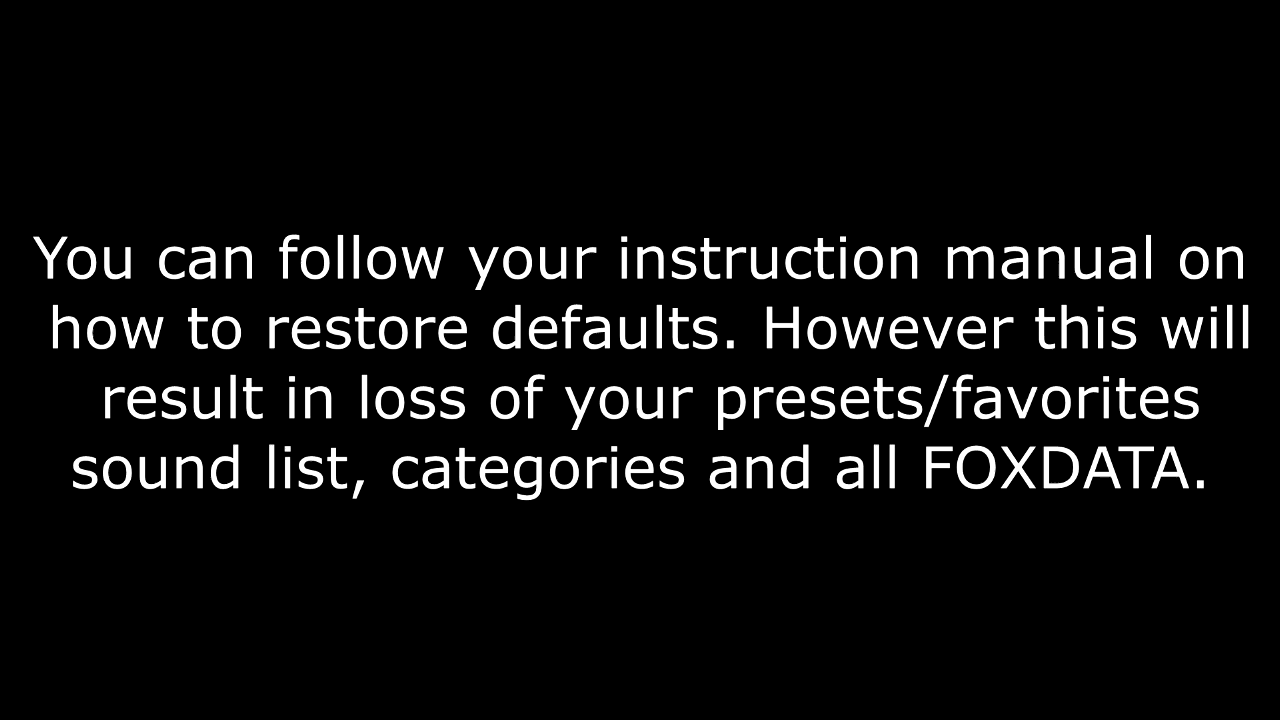 You can follow your instruction manual on
how to restore defaults. However this will
result in loss of your presets/favorites
sound list, categories and all FOXDATA.